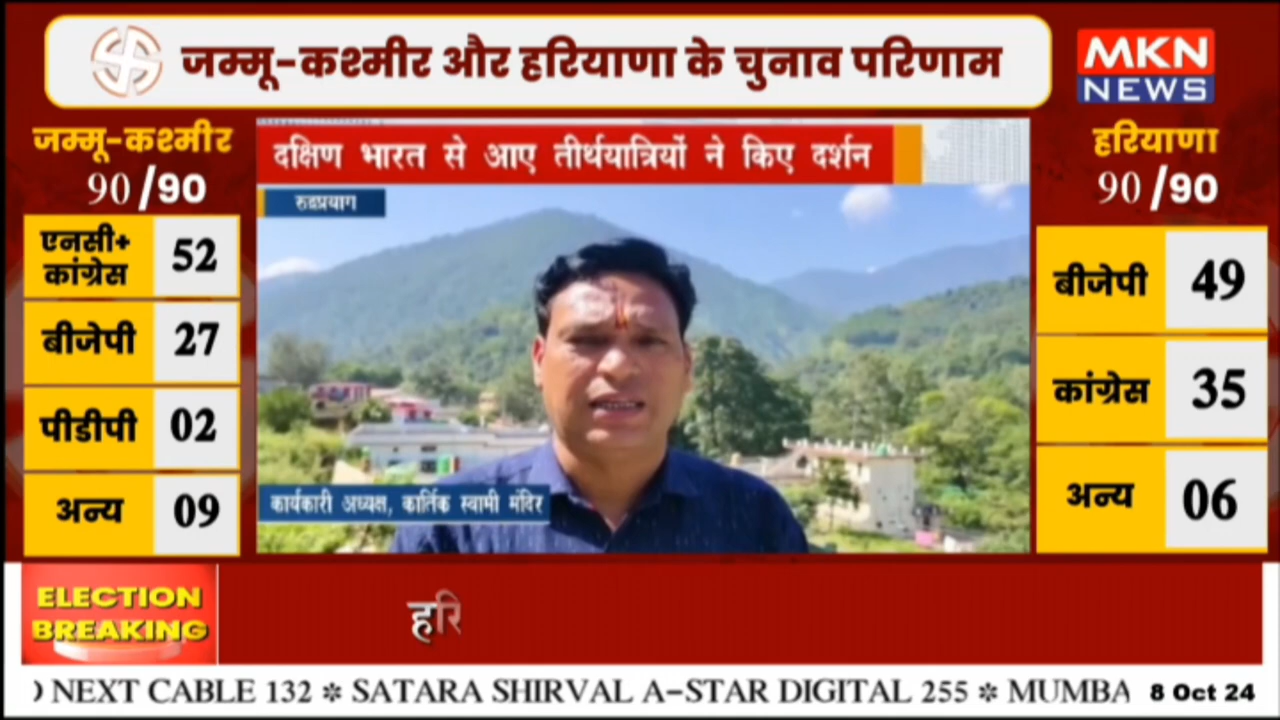 जम्मू-कश्मीर और हरियाणा के चुनाव परिणाम
MKN
NEWS
जम्मू-कश्मीर
90/90
एनसी+
कांग्रेस
52
बीजेपी
27
पीडीपी
02
अन्य
09
दक्षिण भारत से आए तीर्थयात्रियों ने किए दर्शन
रुद्रप्रयाग
कार्यकारी अध्यक्ष, कार्तिक स्वामी मंदिर
हरियाणा
90/90
बीजेपी
49
कांग्रेस
35
अन्य
06
ELECTION
BREAKING
हरि
NEXT CABLE 132 * SATARA SHIRVAL A-STAR DIGITAL 255 * MUMBA
8 Oct 24